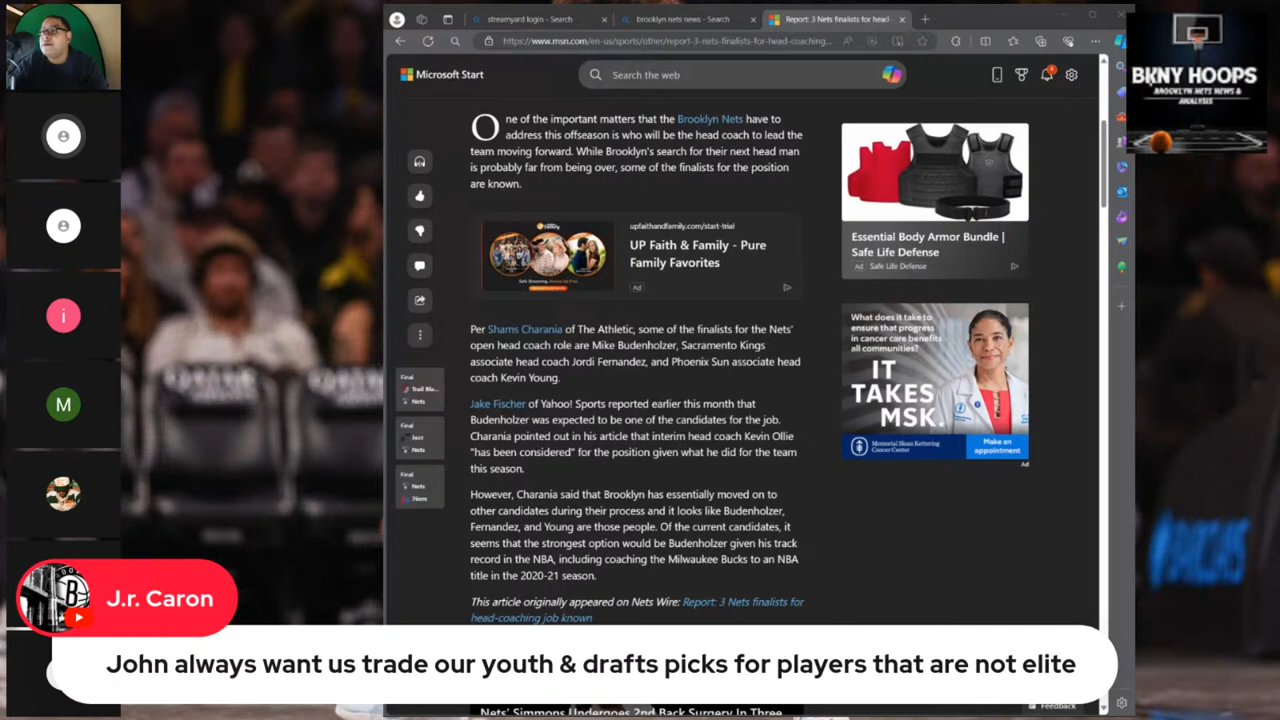 streamyard login - Search
brooklyn nets news - Search
Report: 3 Nets finalists for head
https://www.msn.com/en-us/sports/other/report-3-nets-finalists-for-head-coaching...
Microsoft Start
Search the web
BKNY HOOPS
BROOKLYN NETS NEWS &
ANALYSIS
One of the important matters that the Brooklyn Nets have to
address this offseason is who will be the head coach to lead the
team moving forward. While Brooklyn's search for their next head man
is probably far from being over, some of the finalists for the position
are known.
upfaithandfamily.com/start-trial
UP Faith & Family - Pure
Family Favorites
Ad
Essential Body Armor Bundle |
Safe Life Defense
Ad Safe Life Defense
Per Shams Charania of The Athletic, some of the finalists for the Nets'
open head coach role are Mike Budenholzer, Sacramento Kings
associate head coach Jordi Fernandez, and Phoenix Sun associate head
coach Kevin Young.
Jake Fischer of Yahoo! Sports reported earlier this month that
Budenholzer was expected to be one of the candidates for the job.
Charania pointed out in his article that interim head coach Kevin Ollie
"has been considered" for the position given what he did for the team
this season.
However, Charania said that Brooklyn has essentially moved on to
other candidates during their process and it looks like Budenholzer,
Fernandez, and Young are those people. Of the current candidates, it
seems that the strongest option would be Budenholzer given his track
record in the NBA, including coaching the Milwaukee Bucks to an NBA
title in the 2020-21 season.
This article originally appeared on Nets Wire: Report: 3 Nets finalists for
head-coaching job known
What does it take to
ensure that progress
in cancer care benefits
all communities?
IT
TAKES
MSK.
Memorial Sloan Kettering
Cancer Center
Make an
appointment
Ad
Final
Trail Bla...
Nets
Final
Jazz
Nets
Final
Nets
76ers
i
M
J.r. Caron
John always want us trade our youth & drafts picks for players that are not elite
Nets' Simmons Undergoes 2nd Back Surgery In Three
Feedback